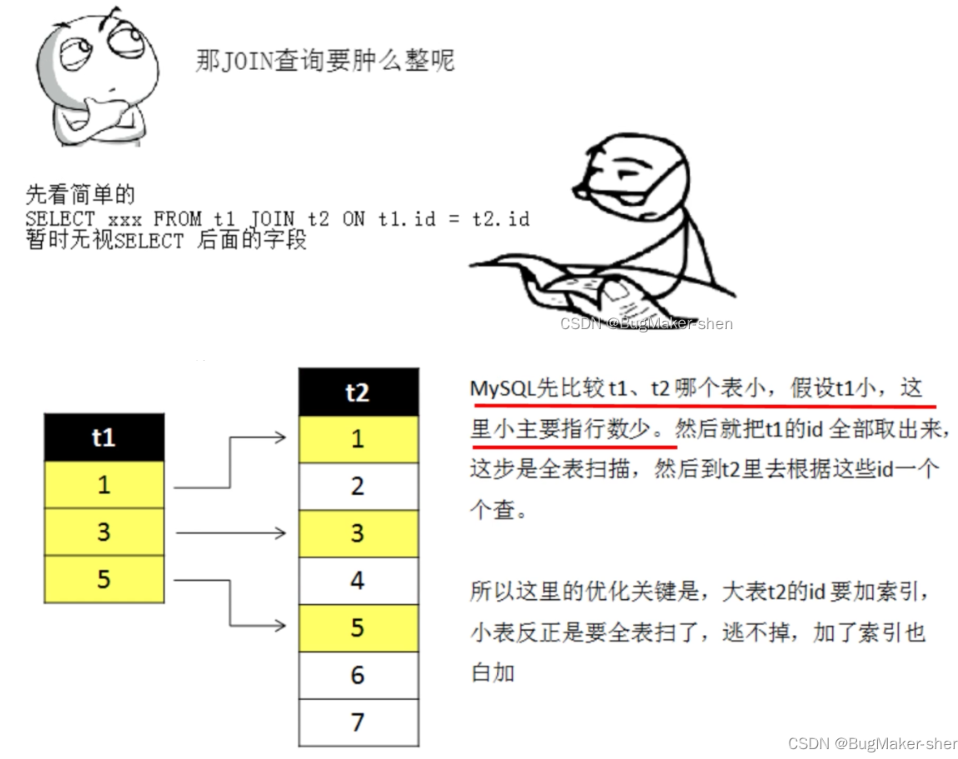 那JOIN查询要肿么整呢
先看简单的
SELECT xxx FROM t1 JOIN t2 ON t1.id = t2.id
暂时无视SELECT 后面的字段
CSDN @BugMaker-shen
t1
1
3
5
t2
1
2
3
4
5
6
7
MySQL先比较t1、t2哪个表小，假设t1小，这
里小主要指行数少。然后就把t1的id 全部取出来，
这步是全表扫描，然后到t2里去根据这些id一个
个查。
所以这里的优化关键是，大表t2的id 要加索引，
小表反正是要全表扫了，逃不掉，加了索引也
白加
CSDN @BugMaker-sher